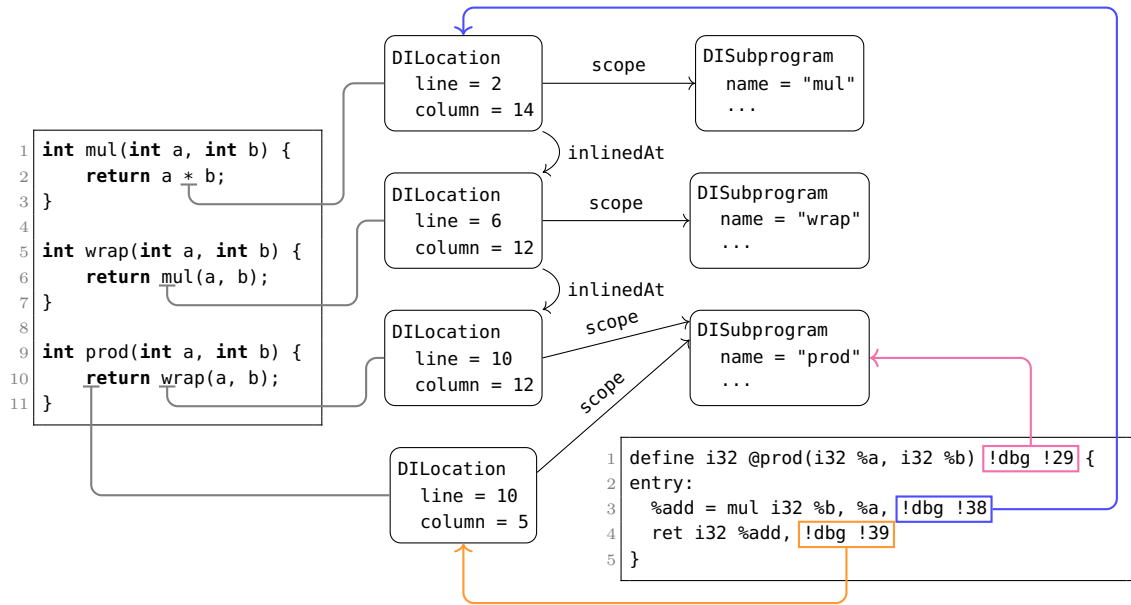 DILocation
line = 2
column = 14
scope
DISubprogram
name = "mul"
...
inlinedAt
1 int mul(int a, int b) {
2 return a * b;
3 }
4
5 int wrap(int a, int b) {
6 return mul(a, b);
7 }
8
9 int prod(int a, int b) {
10 return wrap(a, b);
11 }
DILocation
line = 6
column = 12
scope
DISubprogram
name = "wrap"
...
inlinedAt
DILocation
line = 10
column = 12
scope
DISubprogram
name = "prod"
...
scope
DILocation
line = 10
column = 5
1 define i32 @prod(i32 %a, i32 %b) !dbg !29 {
2 entry:
3 %add = mul i32 %b, %a, !dbg !38
4 ret i32 %add, !dbg !39
5 }